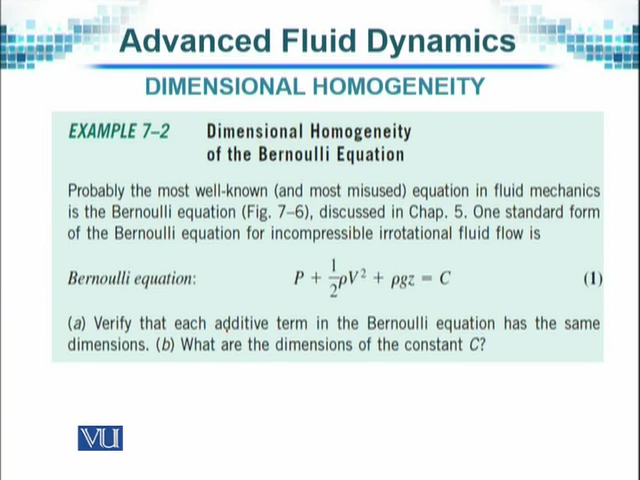 Advanced Fluid Dynamics
DIMENSIONAL HOMOGENEITY
EXAMPLE 7–2 Dimensional Homogeneity
of the Bernoulli Equation
Probably the most well-known (and most misused) equation in fluid mechanics
is the Bernoulli equation (Fig. 7–6), discussed in Chap. 5. One standard form
of the Bernoulli equation for incompressible irrotational fluid flow is
Bernoulli equation: P + 1/2 ρV² + ρgz = C (1)
(a) Verify that each additive term in the Bernoulli equation has the same
dimensions. (b) What are the dimensions of the constant C?
VU